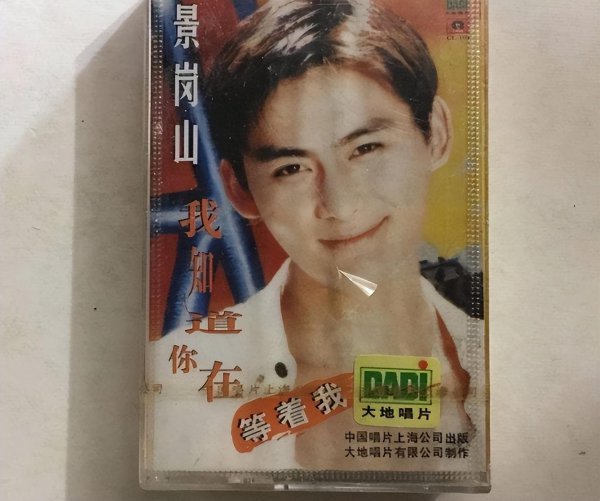 景岗山
我知道你在
等着我
DADI
大地唱片
中国唱片上海公司出版
大地唱片有限公司制作